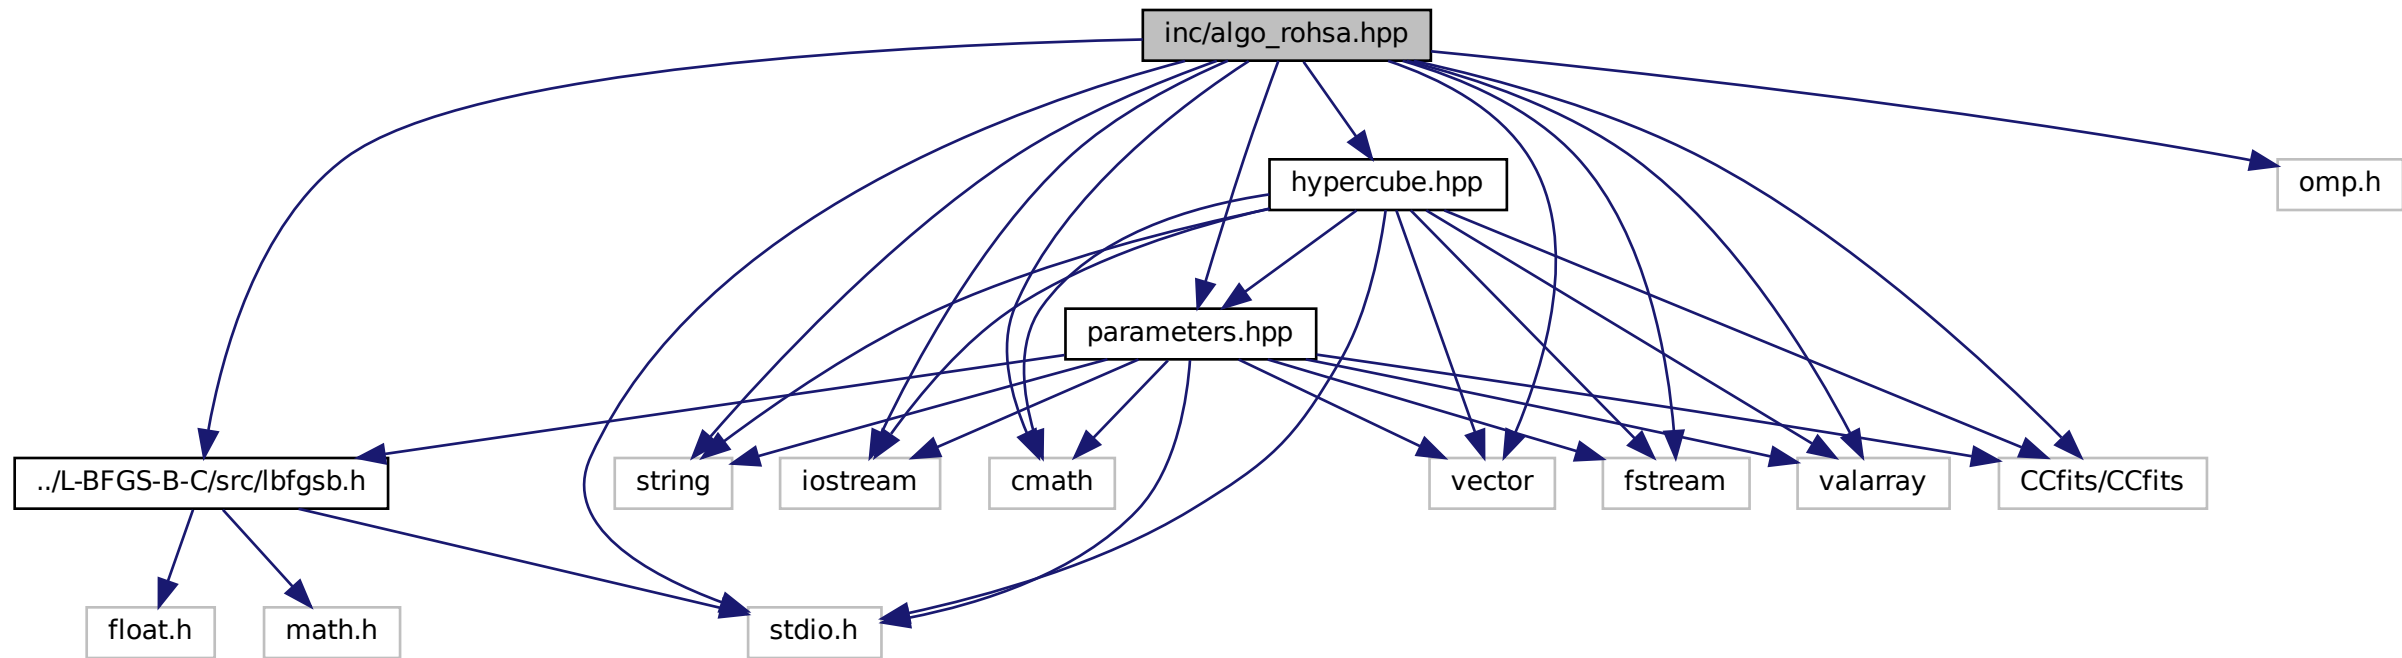 inc/algo_rohsa.hpp
hypercube.hpp
omp.h
parameters.hpp
../L-BFGS-B-C/src/lbfgsb.h
string
iostream
cmath
vector
fstream
valarray
CCfits/CCfits
float.h
math.h
stdio.h